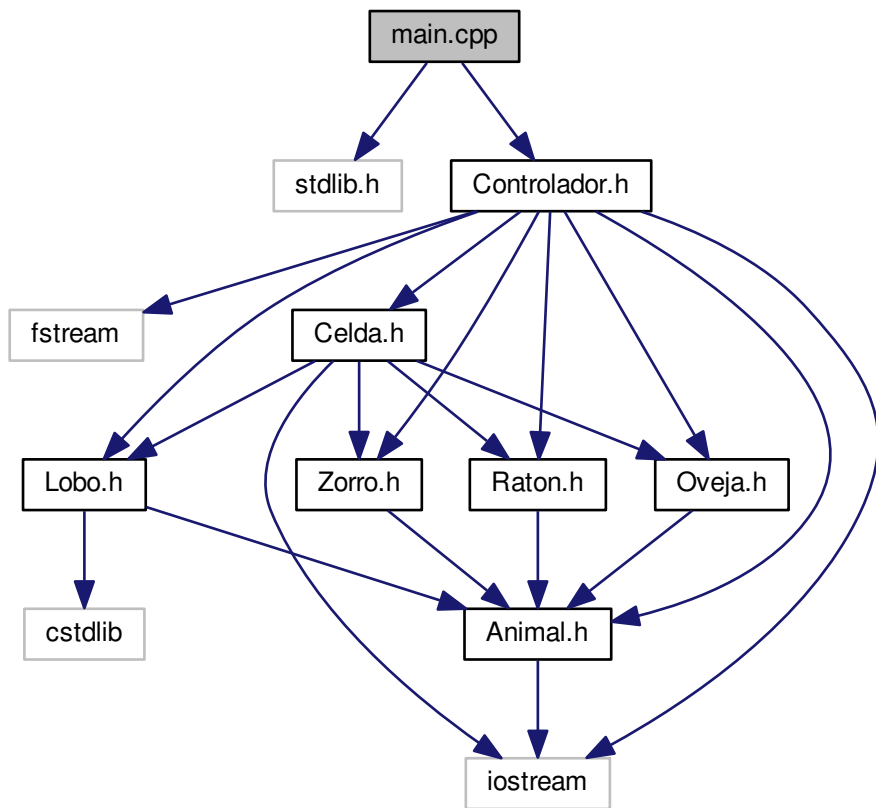 main.cpp
stdlib.h
Controlador.h
fstream
Celda.h
Lobo.h
Zorro.h
Raton.h
Oveja.h
cstdlib
Animal.h
iostream